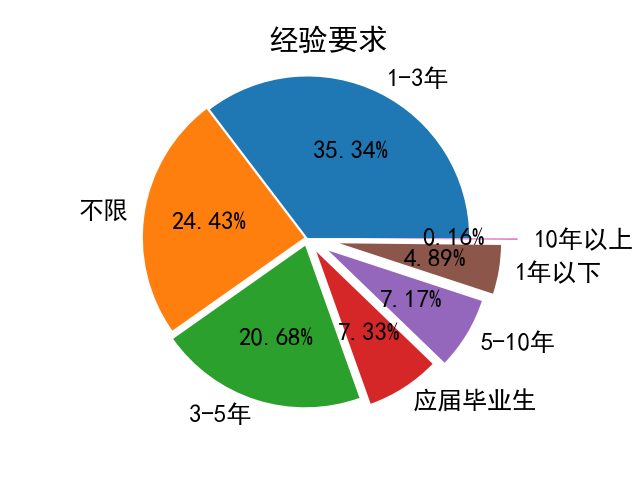 经验要求
1-3年
35.34%
不限
24.43%
0.16%
10年以上
4.89%
1年以下
7.17%
20.68%
7.33%
5-10年
3-5年
应届毕业生